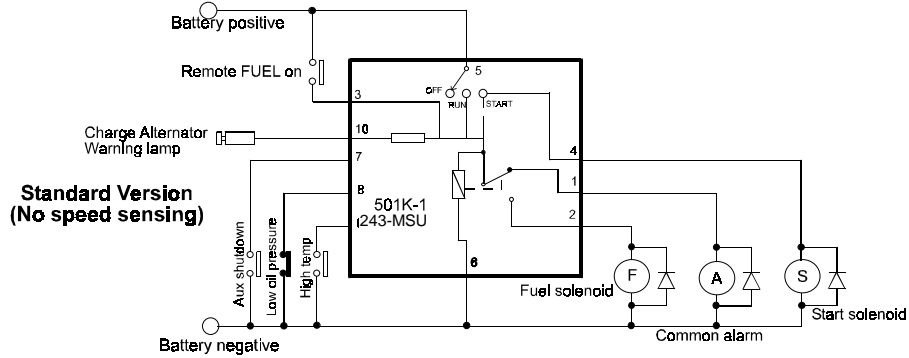 Battery positive
Remote FUEL on
5
OFF
RUN
START
3
10
Charge Alternator
Warning lamp
7
4
Standard Version
(No speed sensing)
8
1
501K-1
243-MSU
2
Aux shutdown
Low oil pressure
High temp
6
F
A
S
Fuel solenoid
Start solenoid
Common alarm
Battery negative